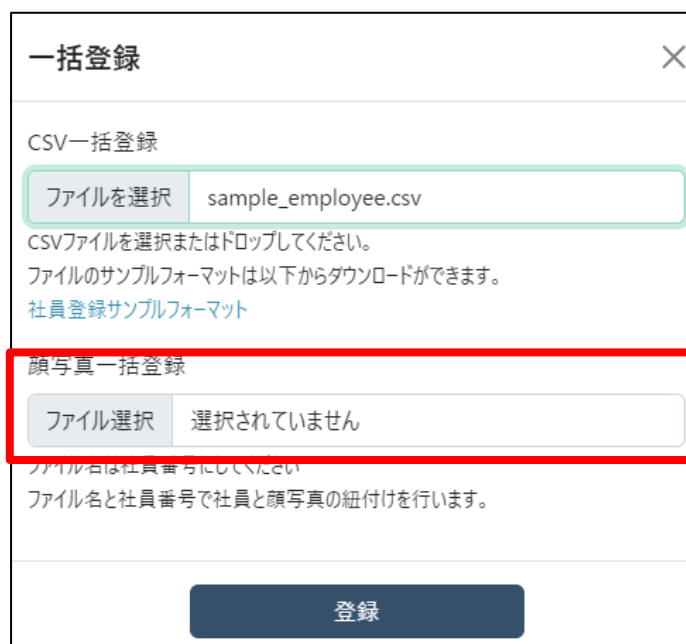 一括登録
CSV一括登録
ファイルを選択 sample_employee.csv
CSVファイルを選択またはドロップしてください。
ファイルのサンプルフォーマットは以下からダウンロードができます。
社員登録サンプルフォーマット
顔写真一括登録
ファイル選択 選択されていません
ファイル名は社員番号にしてください
ファイル名と社員番号で社員と顔写真の紐付けを行います。
登録